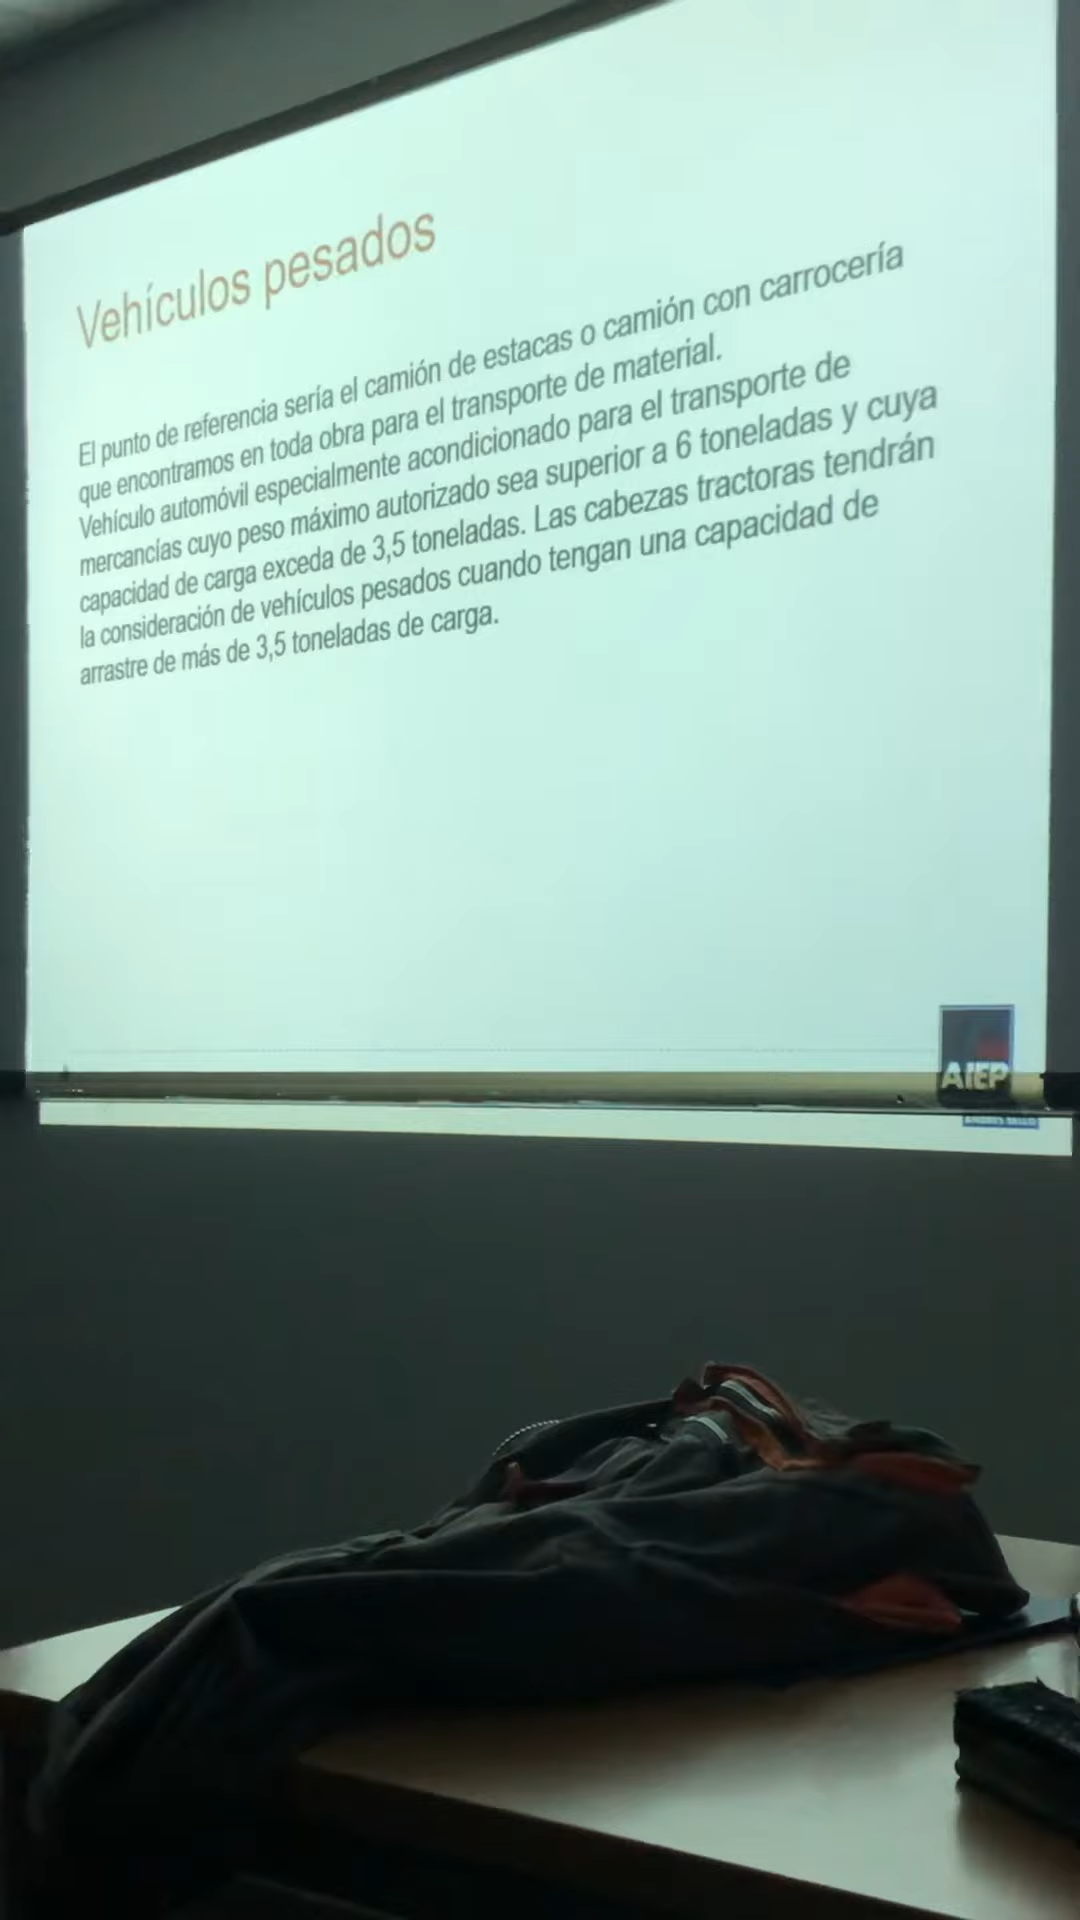 Vehículos pesados
El punto de referencia sería el camión de estacas o camión con carrocería
que encontramos en toda obra para el transporte de material.
Vehículo automóvil especialmente acondicionado para el transporte de
mercancías cuyo peso máximo autorizado sea superior a 6 toneladas y cuya
capacidad de carga exceda de 3,5 toneladas. Las cabezas tractoras tendrán
la consideración de vehículos pesados cuando tengan una capacidad de
arrastre de más de 3,5 toneladas de carga.
AIEP
ANDRES BELLO